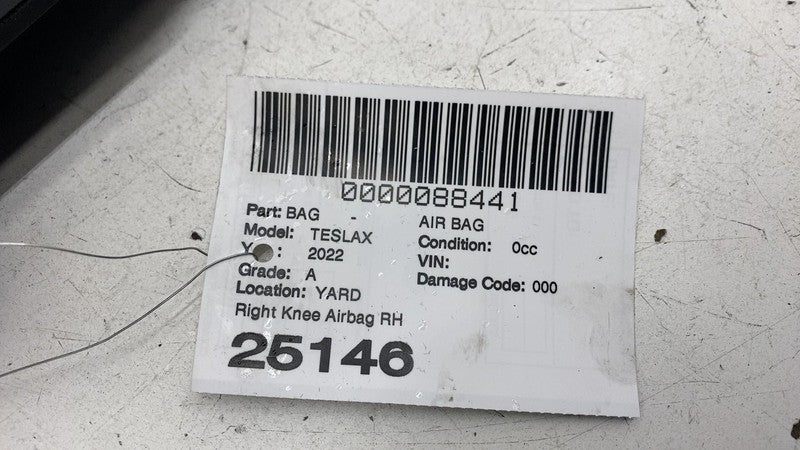 0000088441
Part: BAG - AIR BAG
Model: TESLAX Condition: 0cc
Y : 2022 VIN:
Grade: A Damage Code: 000
Location: YARD
Right Knee Airbag RH
25146